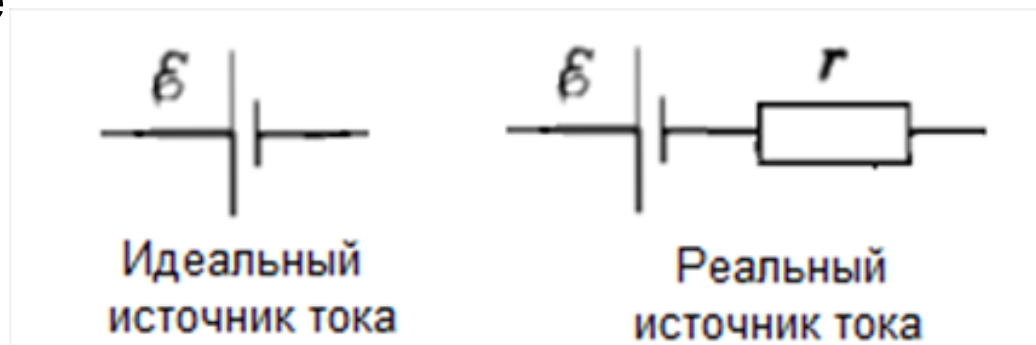 ℰ
ℰ
r
Идеальный
источник тока
Реальный
источник тока